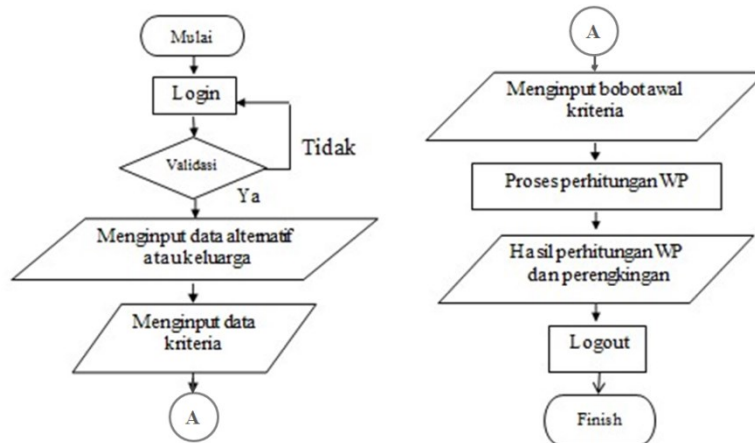 Mulai
Login
Validasi
Tidak
Ya
Menginput data alternatif
atau keluarga
Menginput data
kriteria
A
A
Menginput bobot awal
kriteria
Proses perhitungan WP
Hasil perhitungan WP
dan perengkingan
Logout
Finish